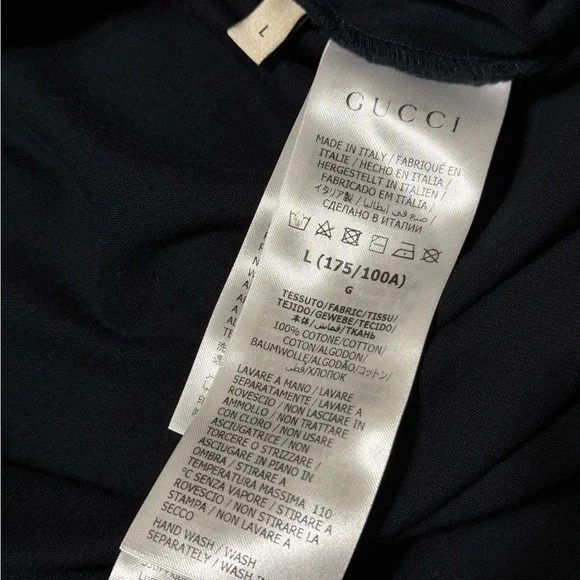 L
GUCCI
MADE IN ITALY / FABRIQUÉ EN
ITALIE / HECHO EN ITALIA /
HERGESTELLT IN ITALIEN /
FABRICADO EM ITÁLIA /
イタリア製 / صنع في إيطاليا /
СДЕЛАНО В ИТАЛИИ
L (175/100A)
G
TESSUTO/FABRIC/TISSU/
TEJIDO/GEWEBE/TECIDO/
本体/قماش/ТКАНЬ
100% COTONE/COTTON/
COTON/ALGODON/
BAUMWOLLE/ALGODÃO/コットン/
قطن/ХЛОПОК
LAVARE A MANO / LAVARE
SEPARATAMENTE / LAVARE A
ROVESCIO / NON LASCIARE IN
AMMOLLO / NON TRATTARE
CON CLORO / NON USARE
ASCIUGATRICE / NON
TORCERE O STRIZZARE /
ASCIUGARE IN PIANO IN
OMBRA / STIRARE A
TEMPERATURA MASSIMA 110
°C SENZA VAPORE / STIRARE A
ROVESCIO / NON STIRARE LA
STAMPA / NON LAVARE A
SECCO
HAND WASH / WASH
SEPARATELY / WASH INSIDE